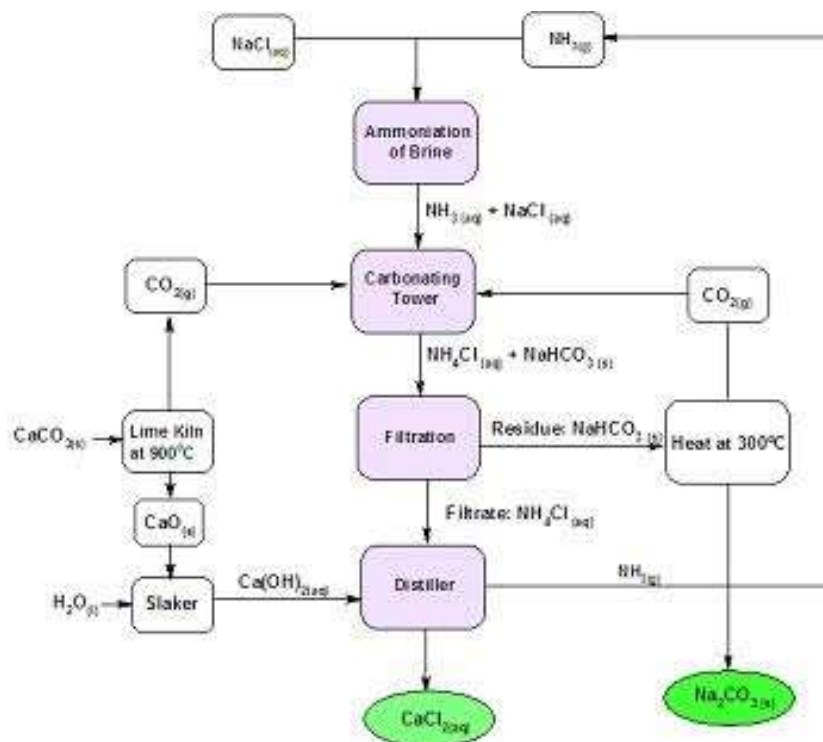 NaCl(aq)
NH3(g)
Ammoniation
of Brine
NH3 (aq) + NaCl (aq)
CO2(g)
Carbonating
Tower
CO2(g)
NH4Cl (aq) + NaHCO3 (s)
CaCO3(s)
Lime Kiln
at 900°C
Filtration
Residue: NaHCO3 (s)
Heat at 300°C
CaO(s)
Filtrate: NH4Cl (aq)
H2O(l)
Slaker
Ca(OH)2(aq)
Distiller
NH3(g)
CaCl2(aq)
Na2CO3(s)